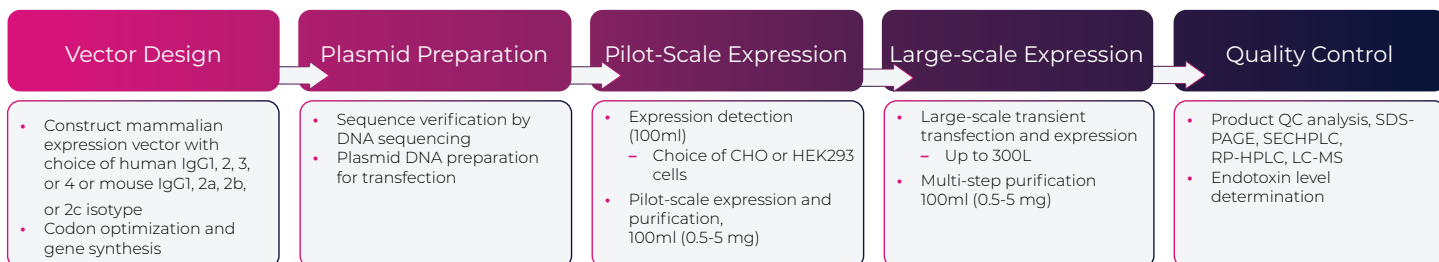 Vector Design
Plasmid Preparation
Pilot-Scale Expression
Large-scale Expression
Quality Control
• Construct mammalian
expression vector with
choice of human IgG1, 2, 3,
or 4 or mouse IgG1, 2a, 2b,
or 2c isotype
• Codon optimization and
gene synthesis
• Sequence verification by
DNA sequencing
• Plasmid DNA preparation
for transfection
• Expression detection
(100ml)
– Choice of CHO or HEK293
cells
• Pilot-scale expression and
purification,
100ml (0.5-5 mg)
• Large-scale transient
transfection and expression
– Up to 300L
• Multi-step purification
100ml (0.5-5 mg)
• Product QC analysis, SDS-
PAGE, SECHPLC,
RP-HPLC, LC-MS
• Endotoxin level
determination